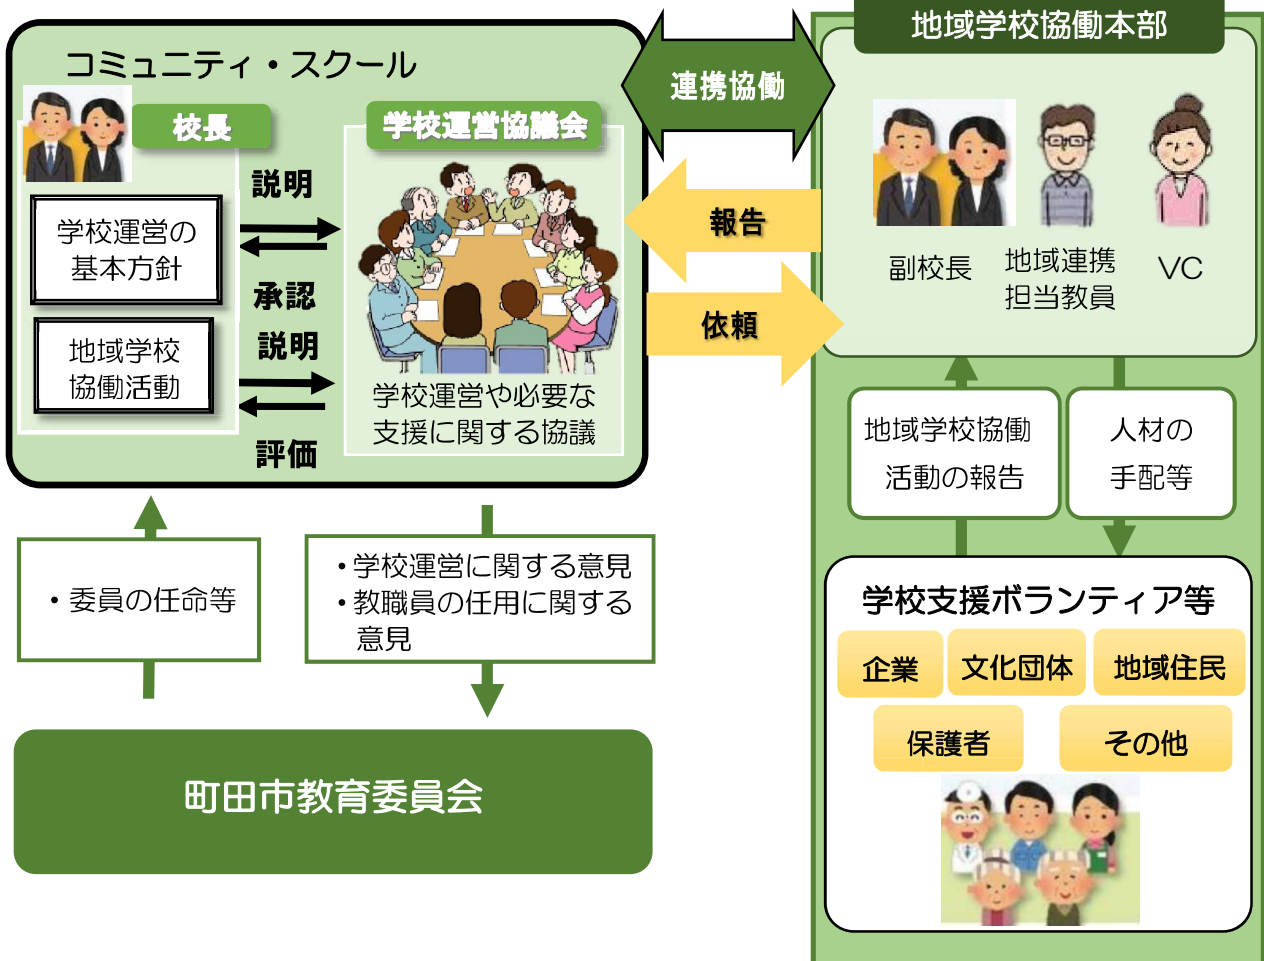 コミュニティ・スクール
校長
学校運営の
基本方針
地域学校
協働活動
説明
承認
説明
評価
学校運営協議会
学校運営や必要な
支援に関する協議
連携協働
報告
依頼
地域学校協働本部
副校長
地域連携
担当教員
VC
地域学校協働
活動の報告
人材の
手配等
学校支援ボランティア等
企業
文化団体
地域住民
保護者
その他
・委員の任命等
・学校運営に関する意見
・教職員の任用に関する
意見
町田市教育委員会